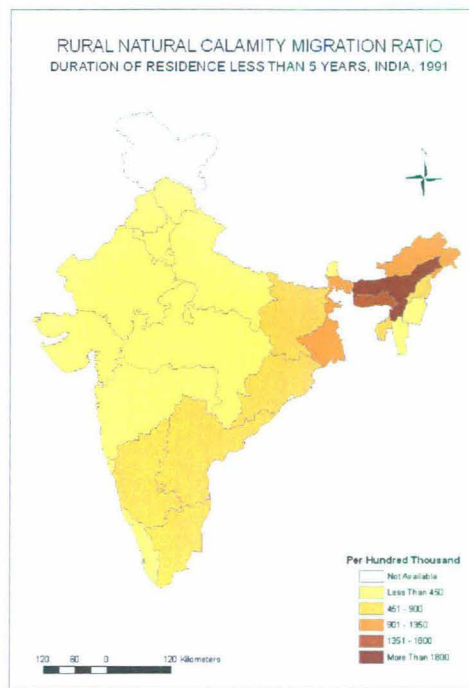 RURAL NATURAL CALAMITY MIGRATION RATIO
DURATION OF RESIDENCE LESS THAN 5 YEARS, INDIA, 1991
Per Hundred Thousand
Not Available
Less Than 450
451 - 900
901 - 1350
1351 - 1800
More Than 1800
120 60 0 120 Kilometers